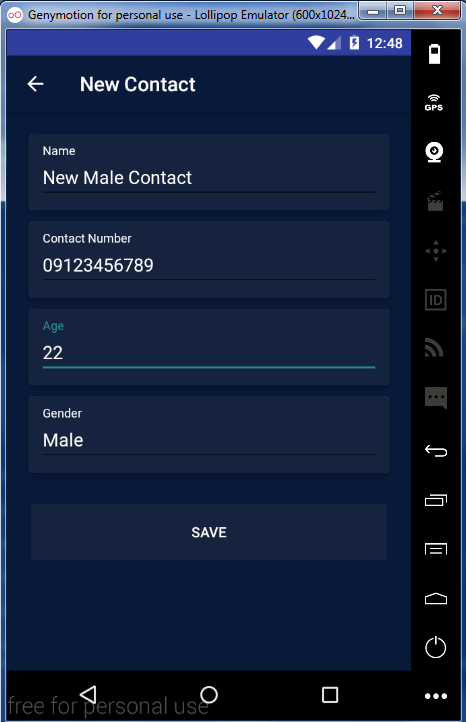 Genymotion for personal use - Lollipop Emulator (600x1024...
12:48
New Contact
Name
New Male Contact
Contact Number
09123456789
Age
22
Gender
Male
SAVE
GPS
ID
free for personal use